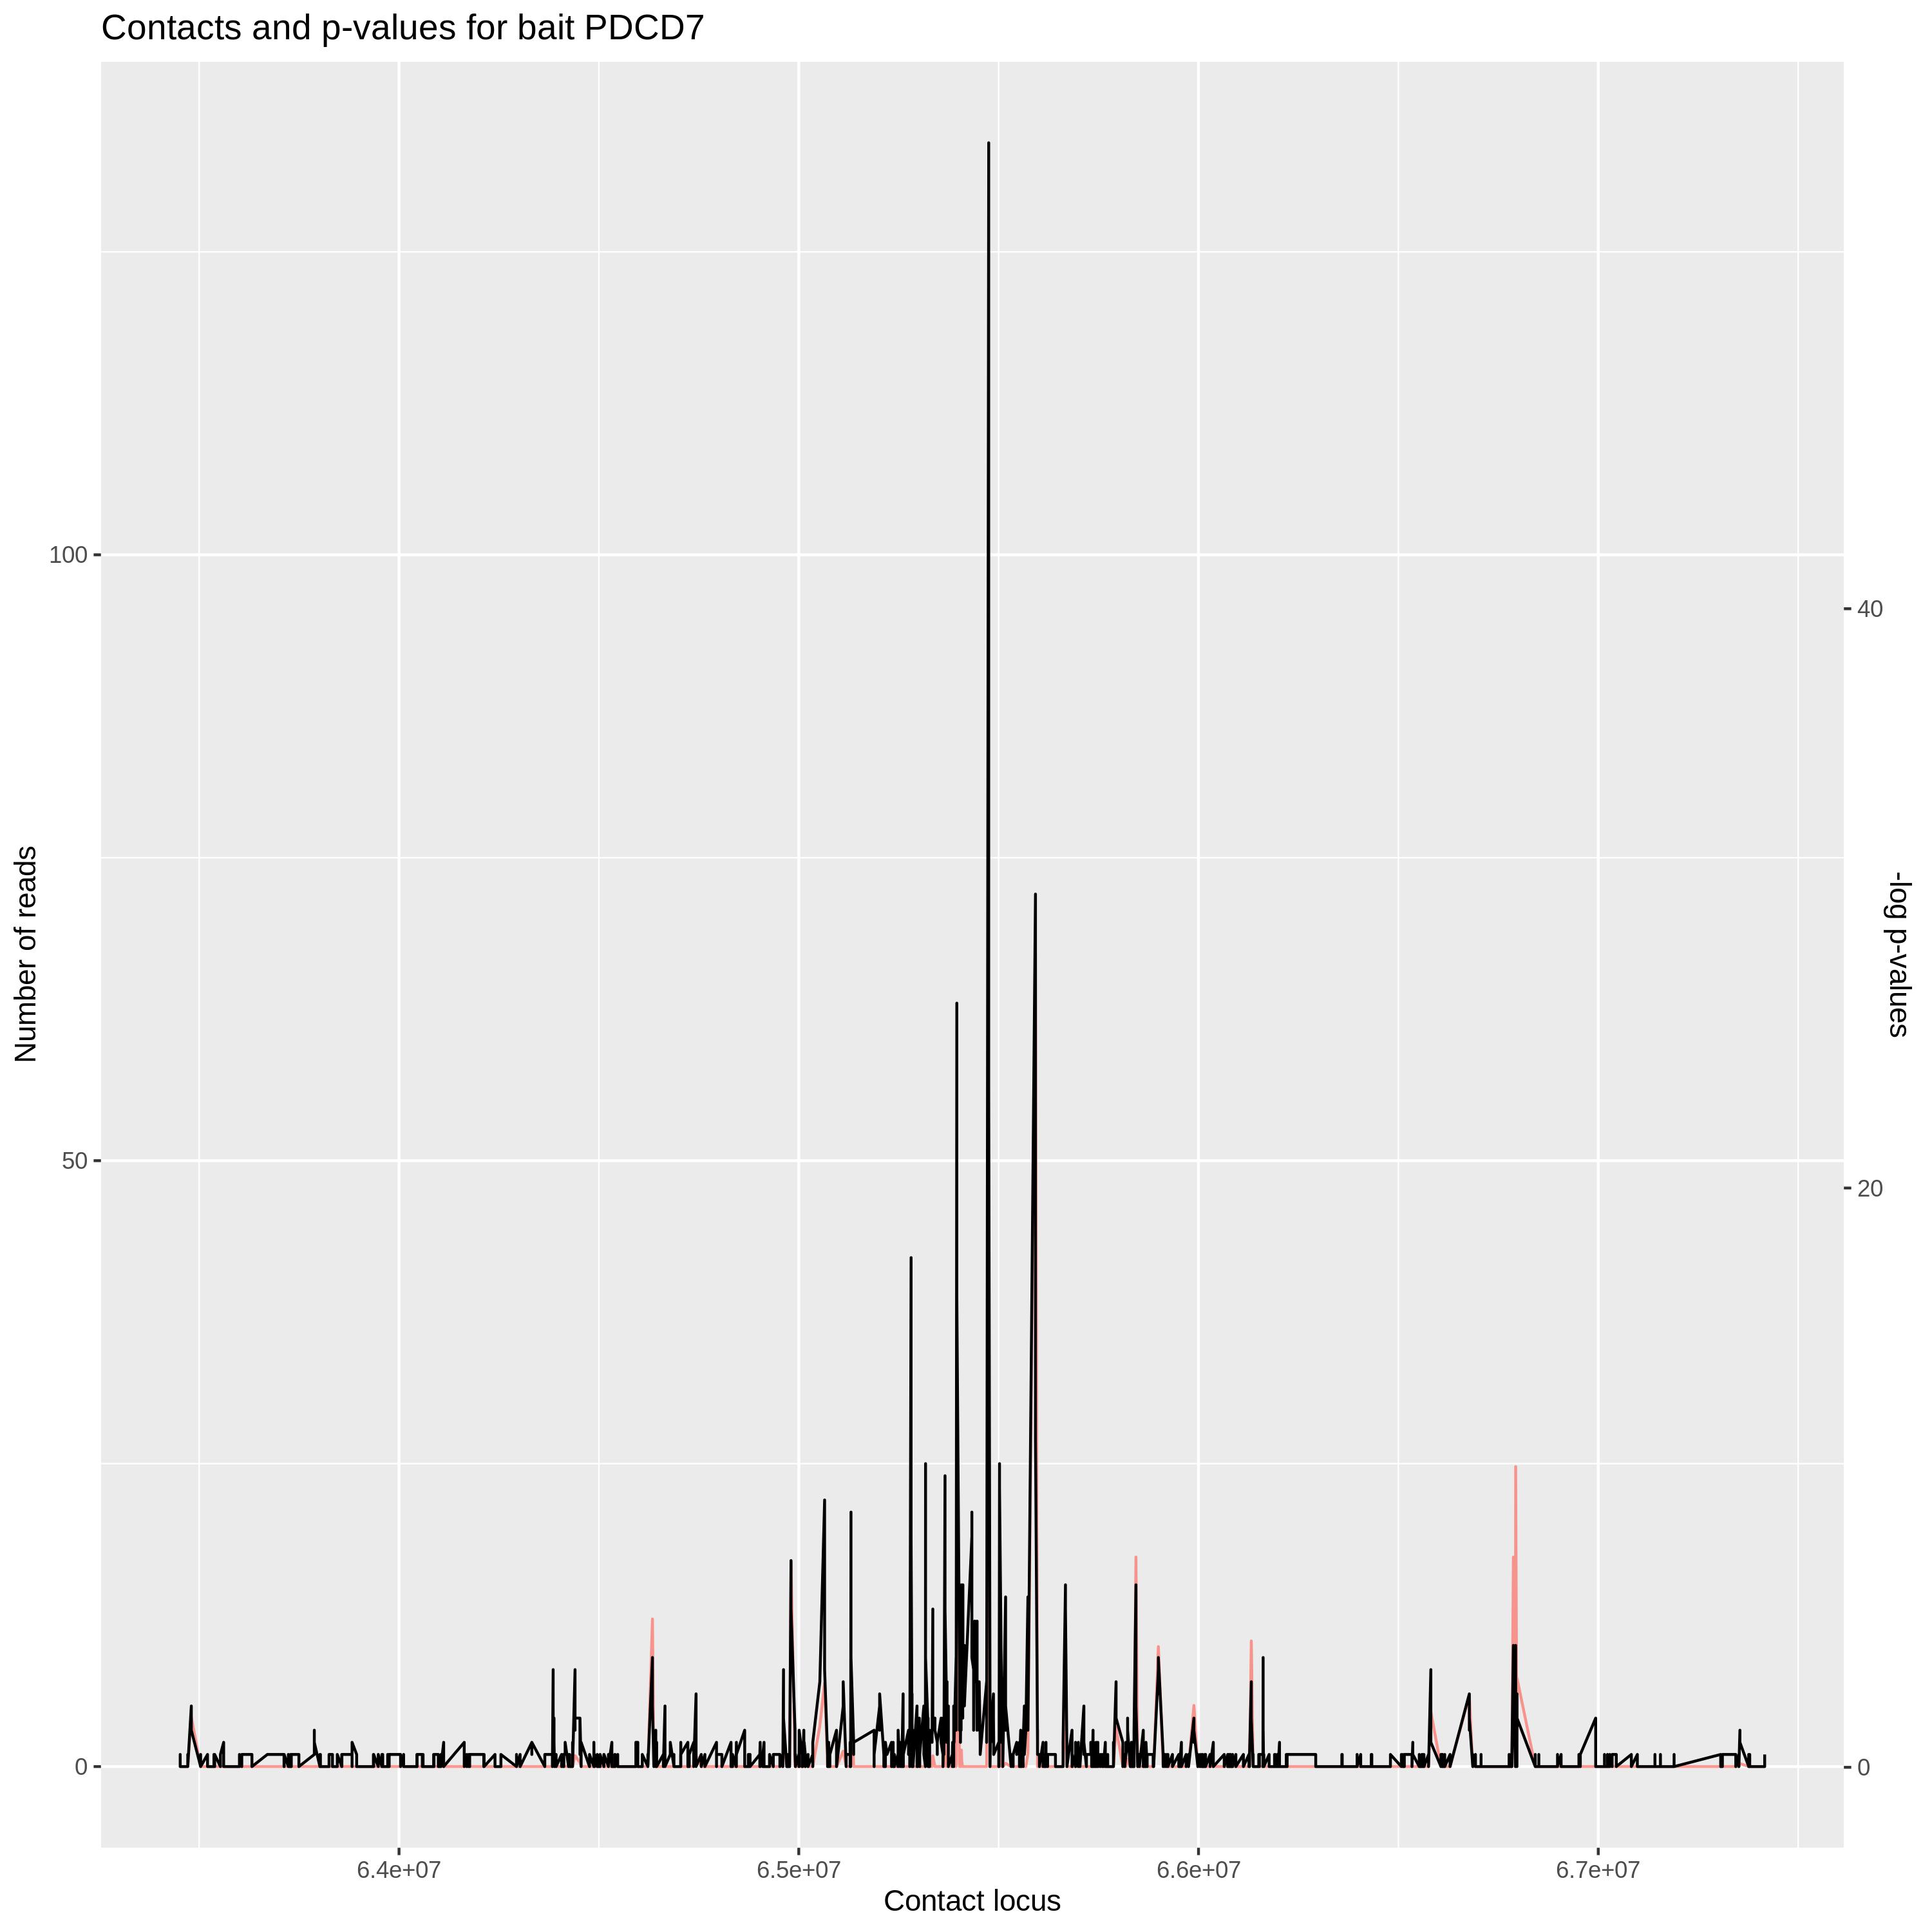 Contacts and p-values for bait PDCD7
Number of reads
100
50
0
40
20
0
-log p-values
6.4e+07
6.5e+07
6.6e+07
6.7e+07
Contact locus